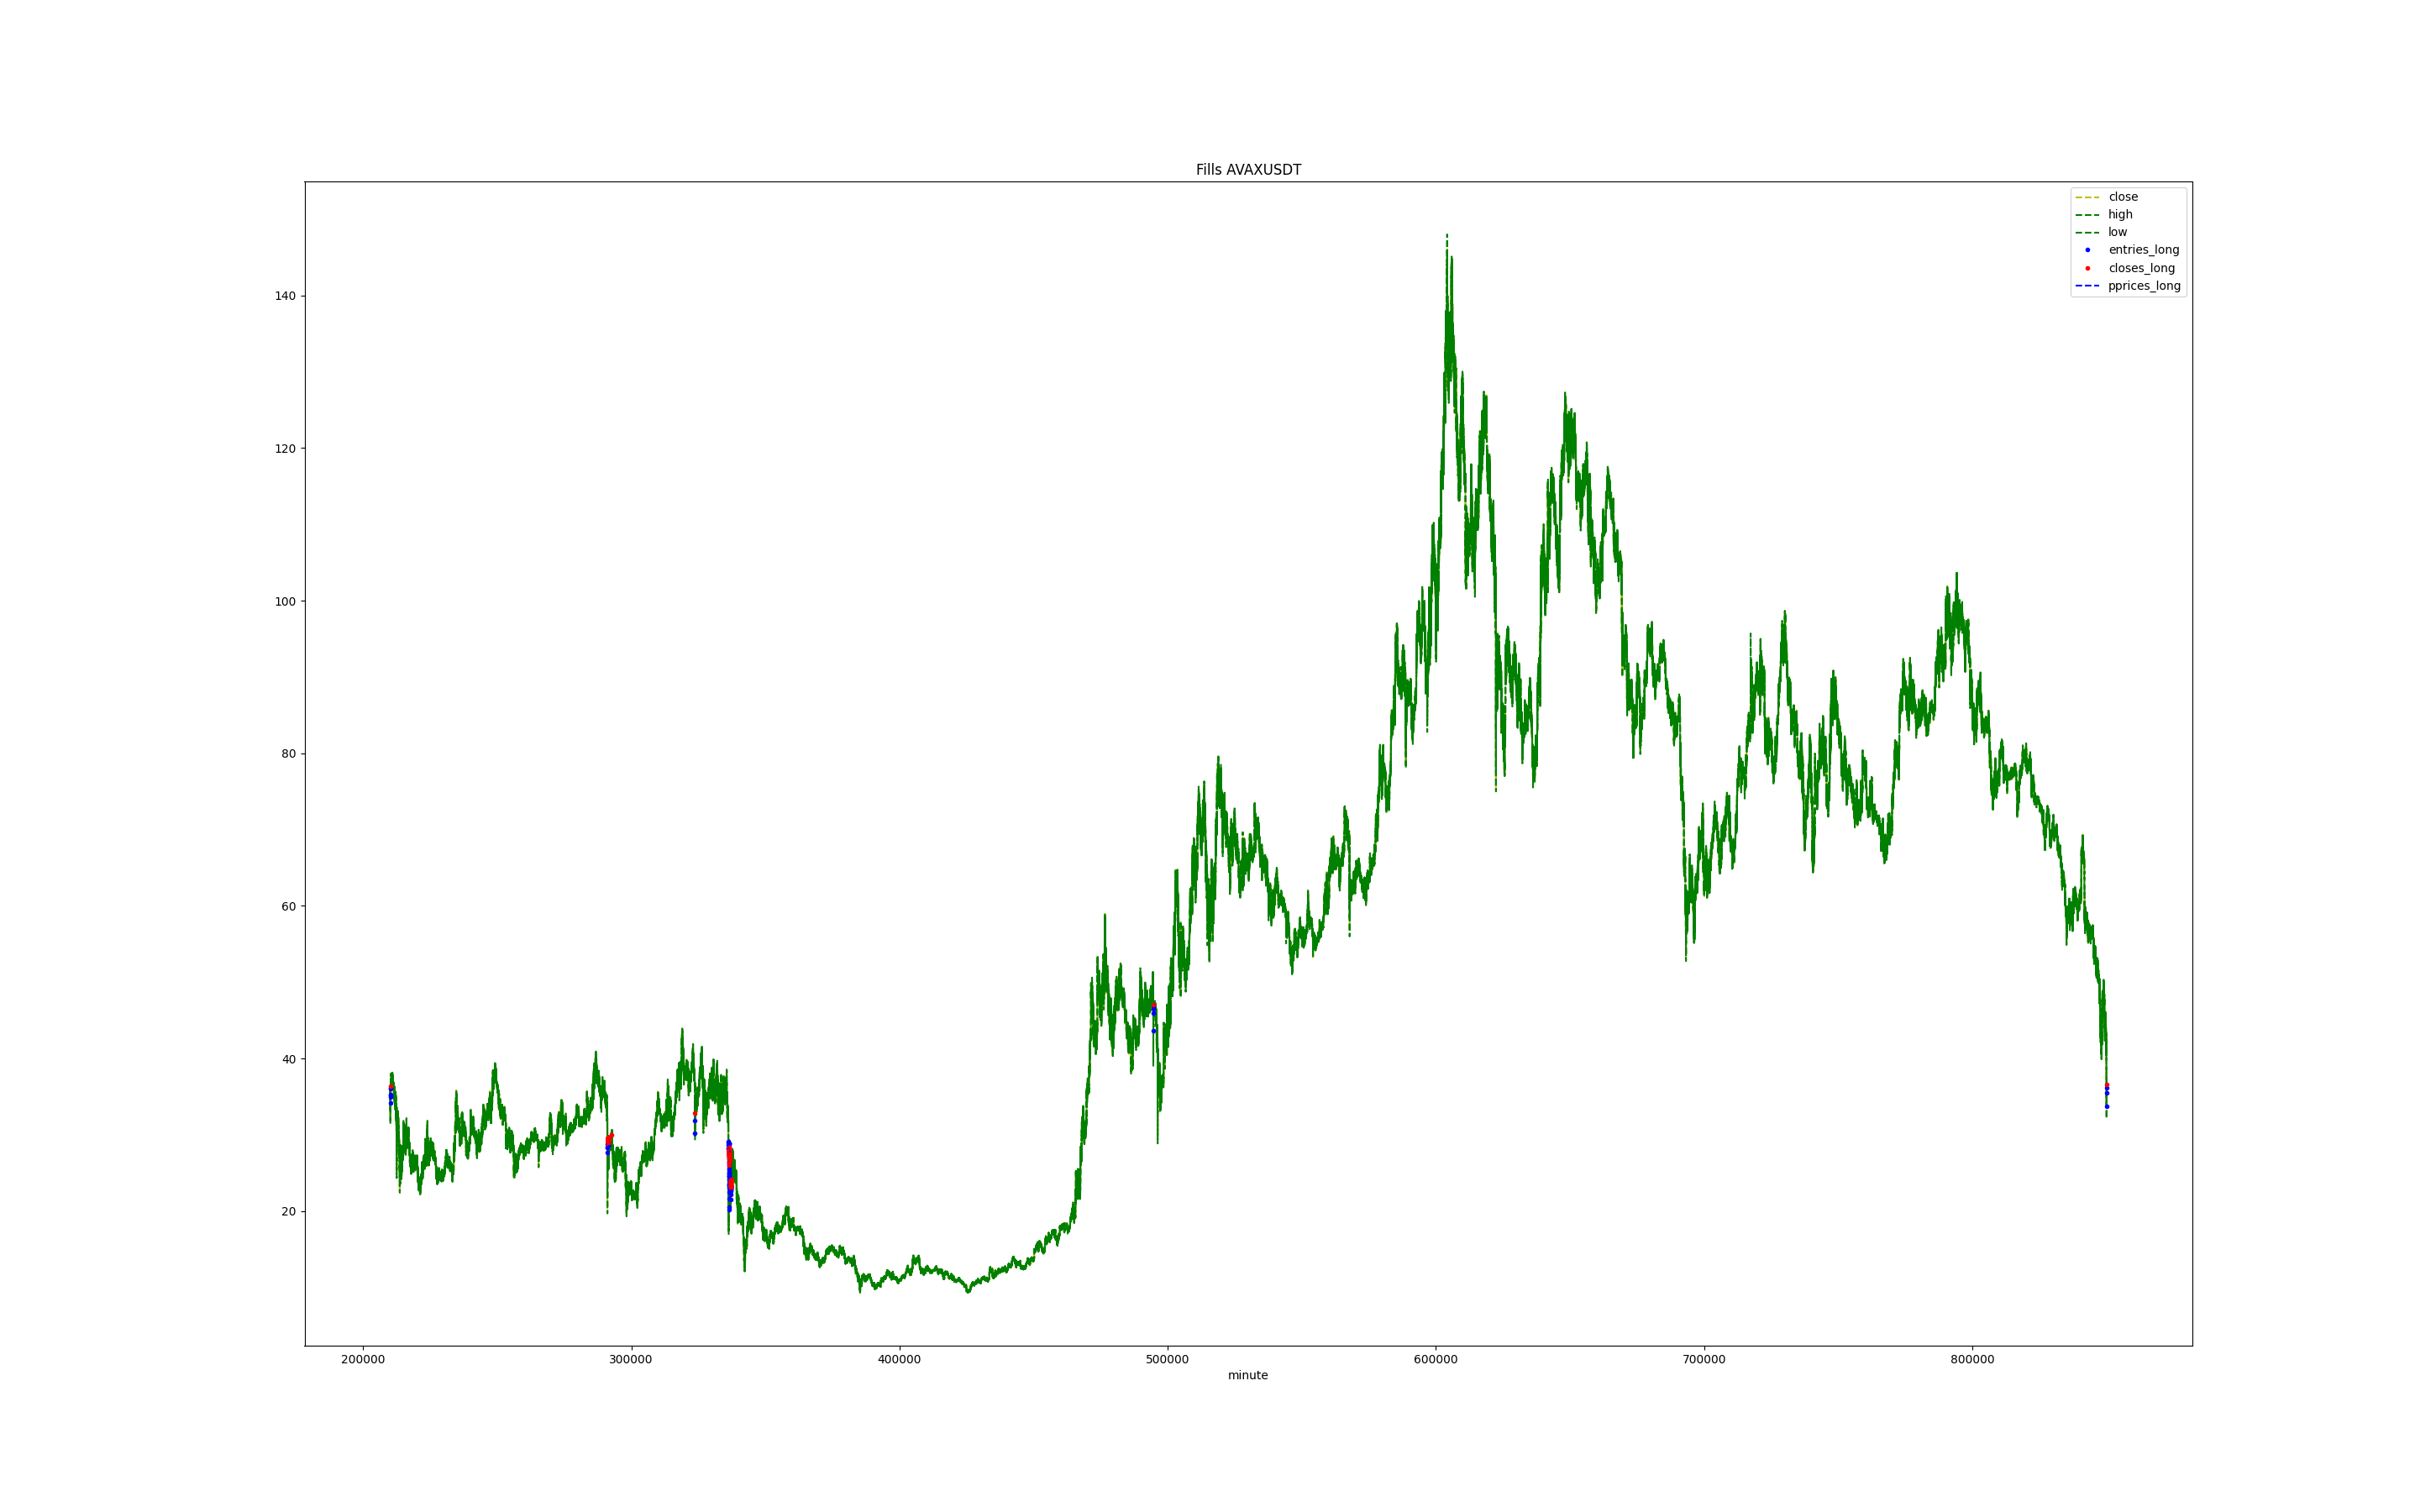 Fills AVAXUSDT
close
high
low
entries_long
closes_long
pprices_long
140
120
100
80
60
40
20
200000 300000 400000 500000 600000 700000 800000
minute